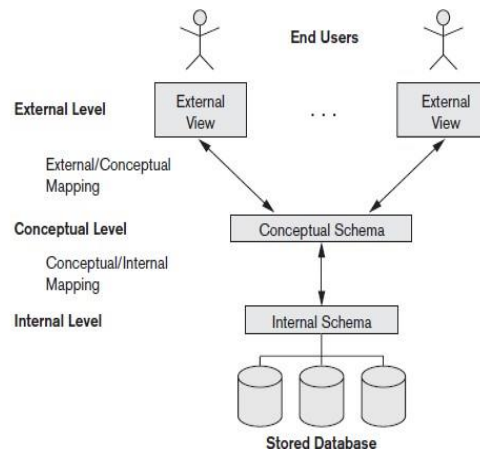 End Users
External Level
External
View
. . .
External
View
External/Conceptual
Mapping
Conceptual Level
Conceptual Schema
Conceptual/Internal
Mapping
Internal Level
Internal Schema
Stored Database